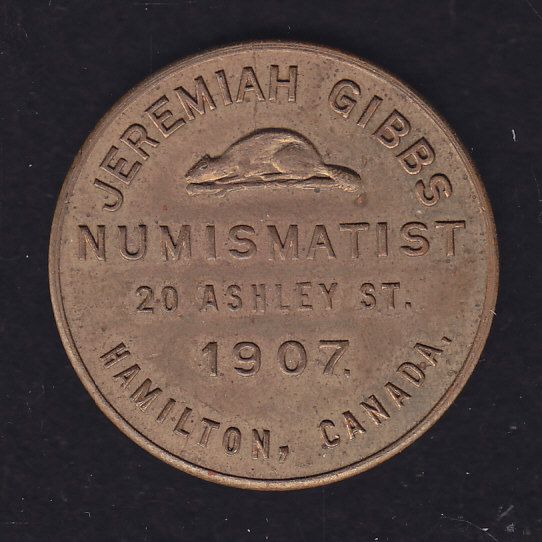 JEREMIAH GIBBS
NUMISMATIST
20 ASHLEY ST.
1907.
HAMILTON, CANADA.